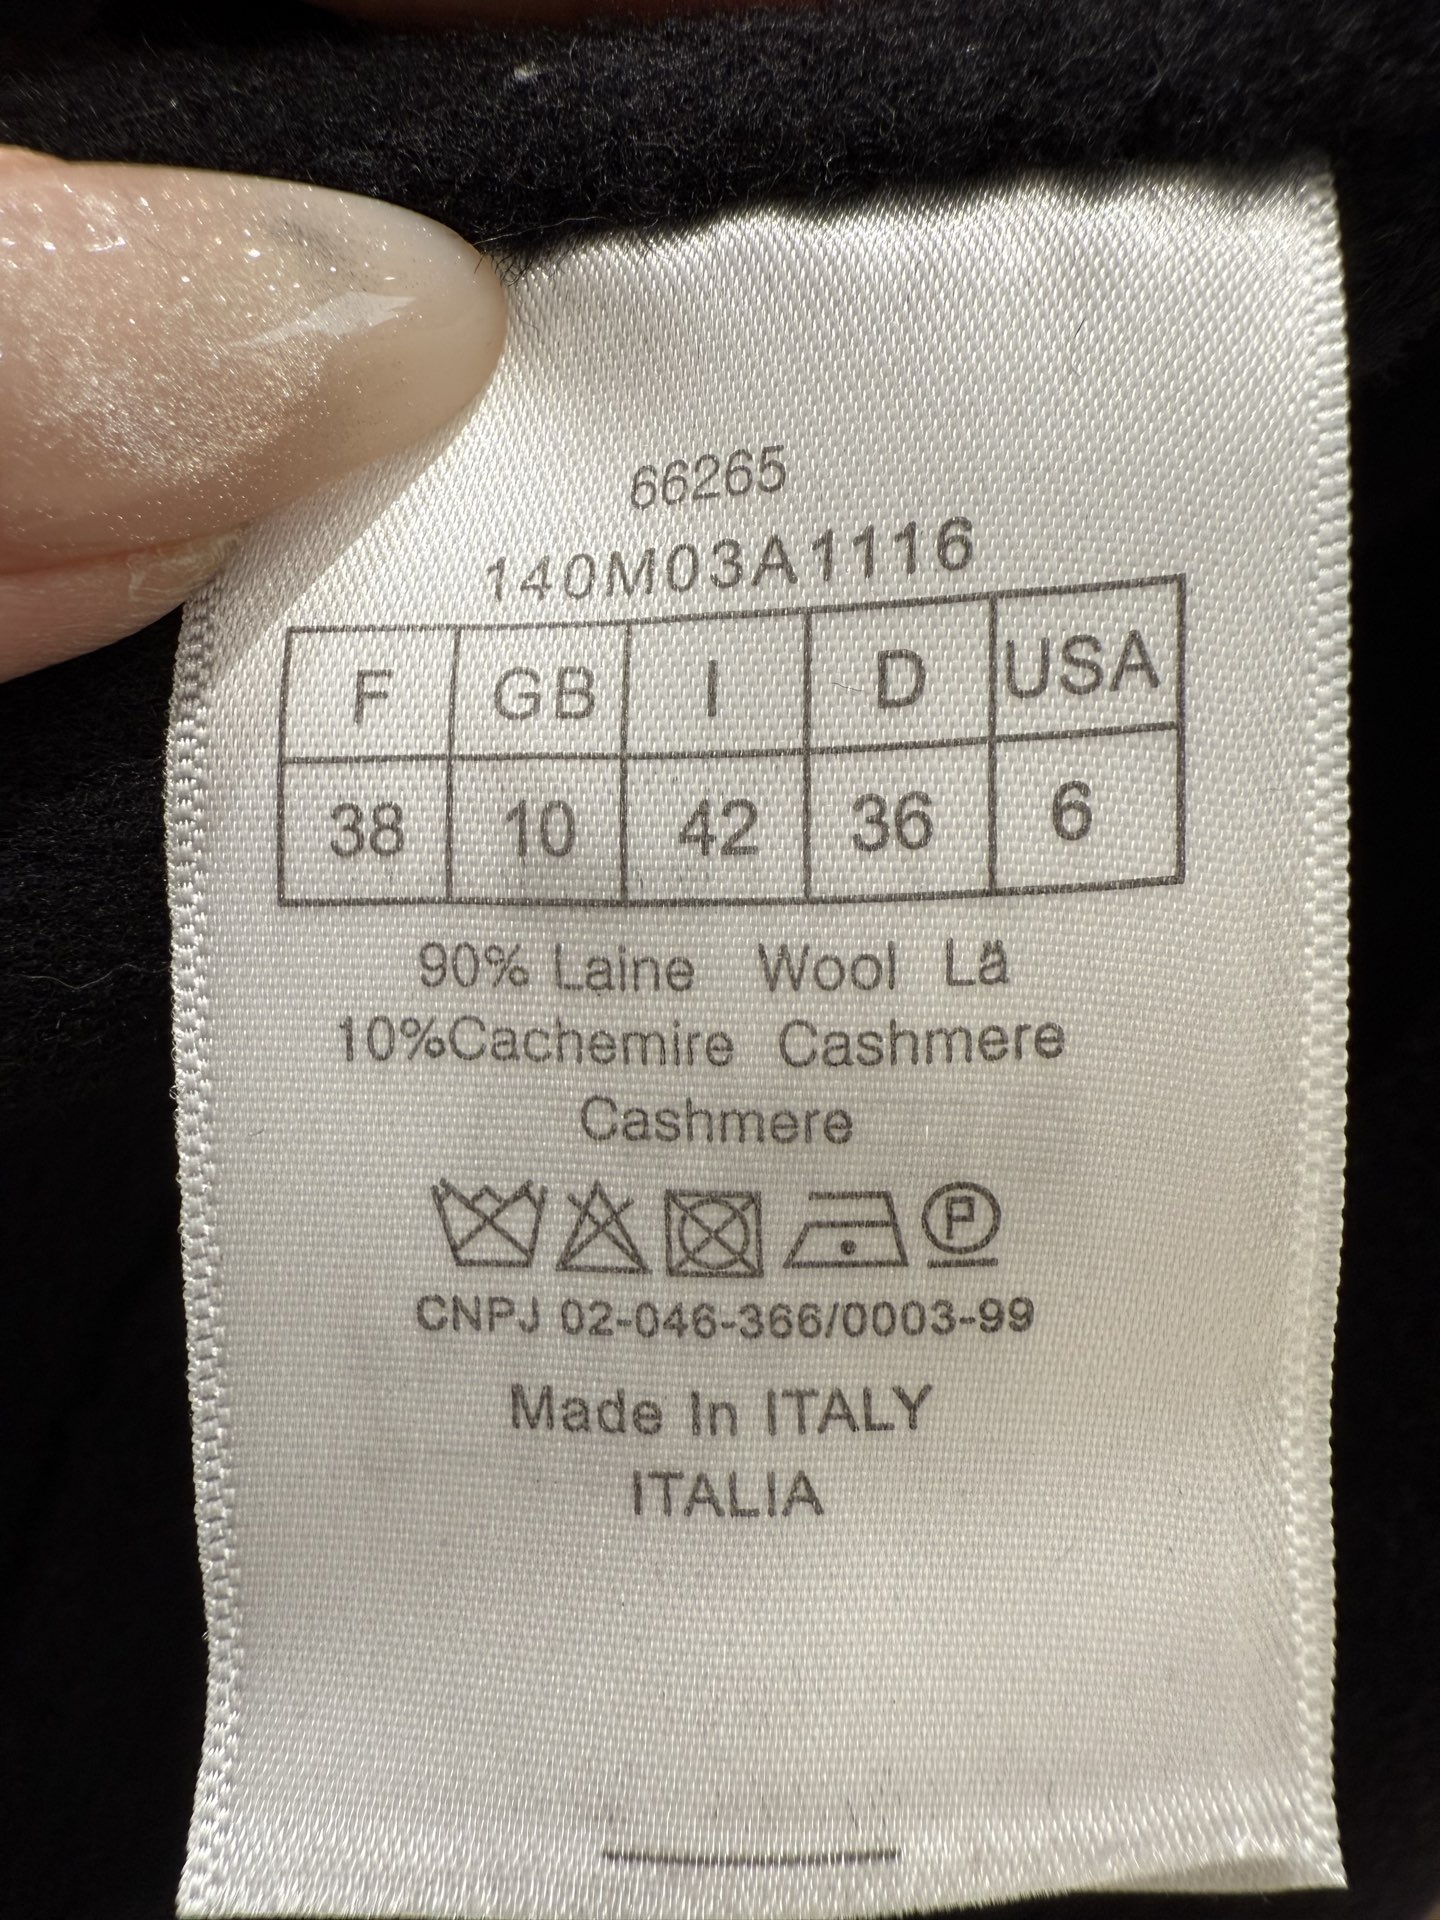 66265
140M03A1116
F GB I D USA
38 10 42 36 6
90% Laine Wool Lä
10%Cachemire Cashmere
Cashmere
P
CNPJ 02-046-366/0003-99
Made In ITALY
ITALIA